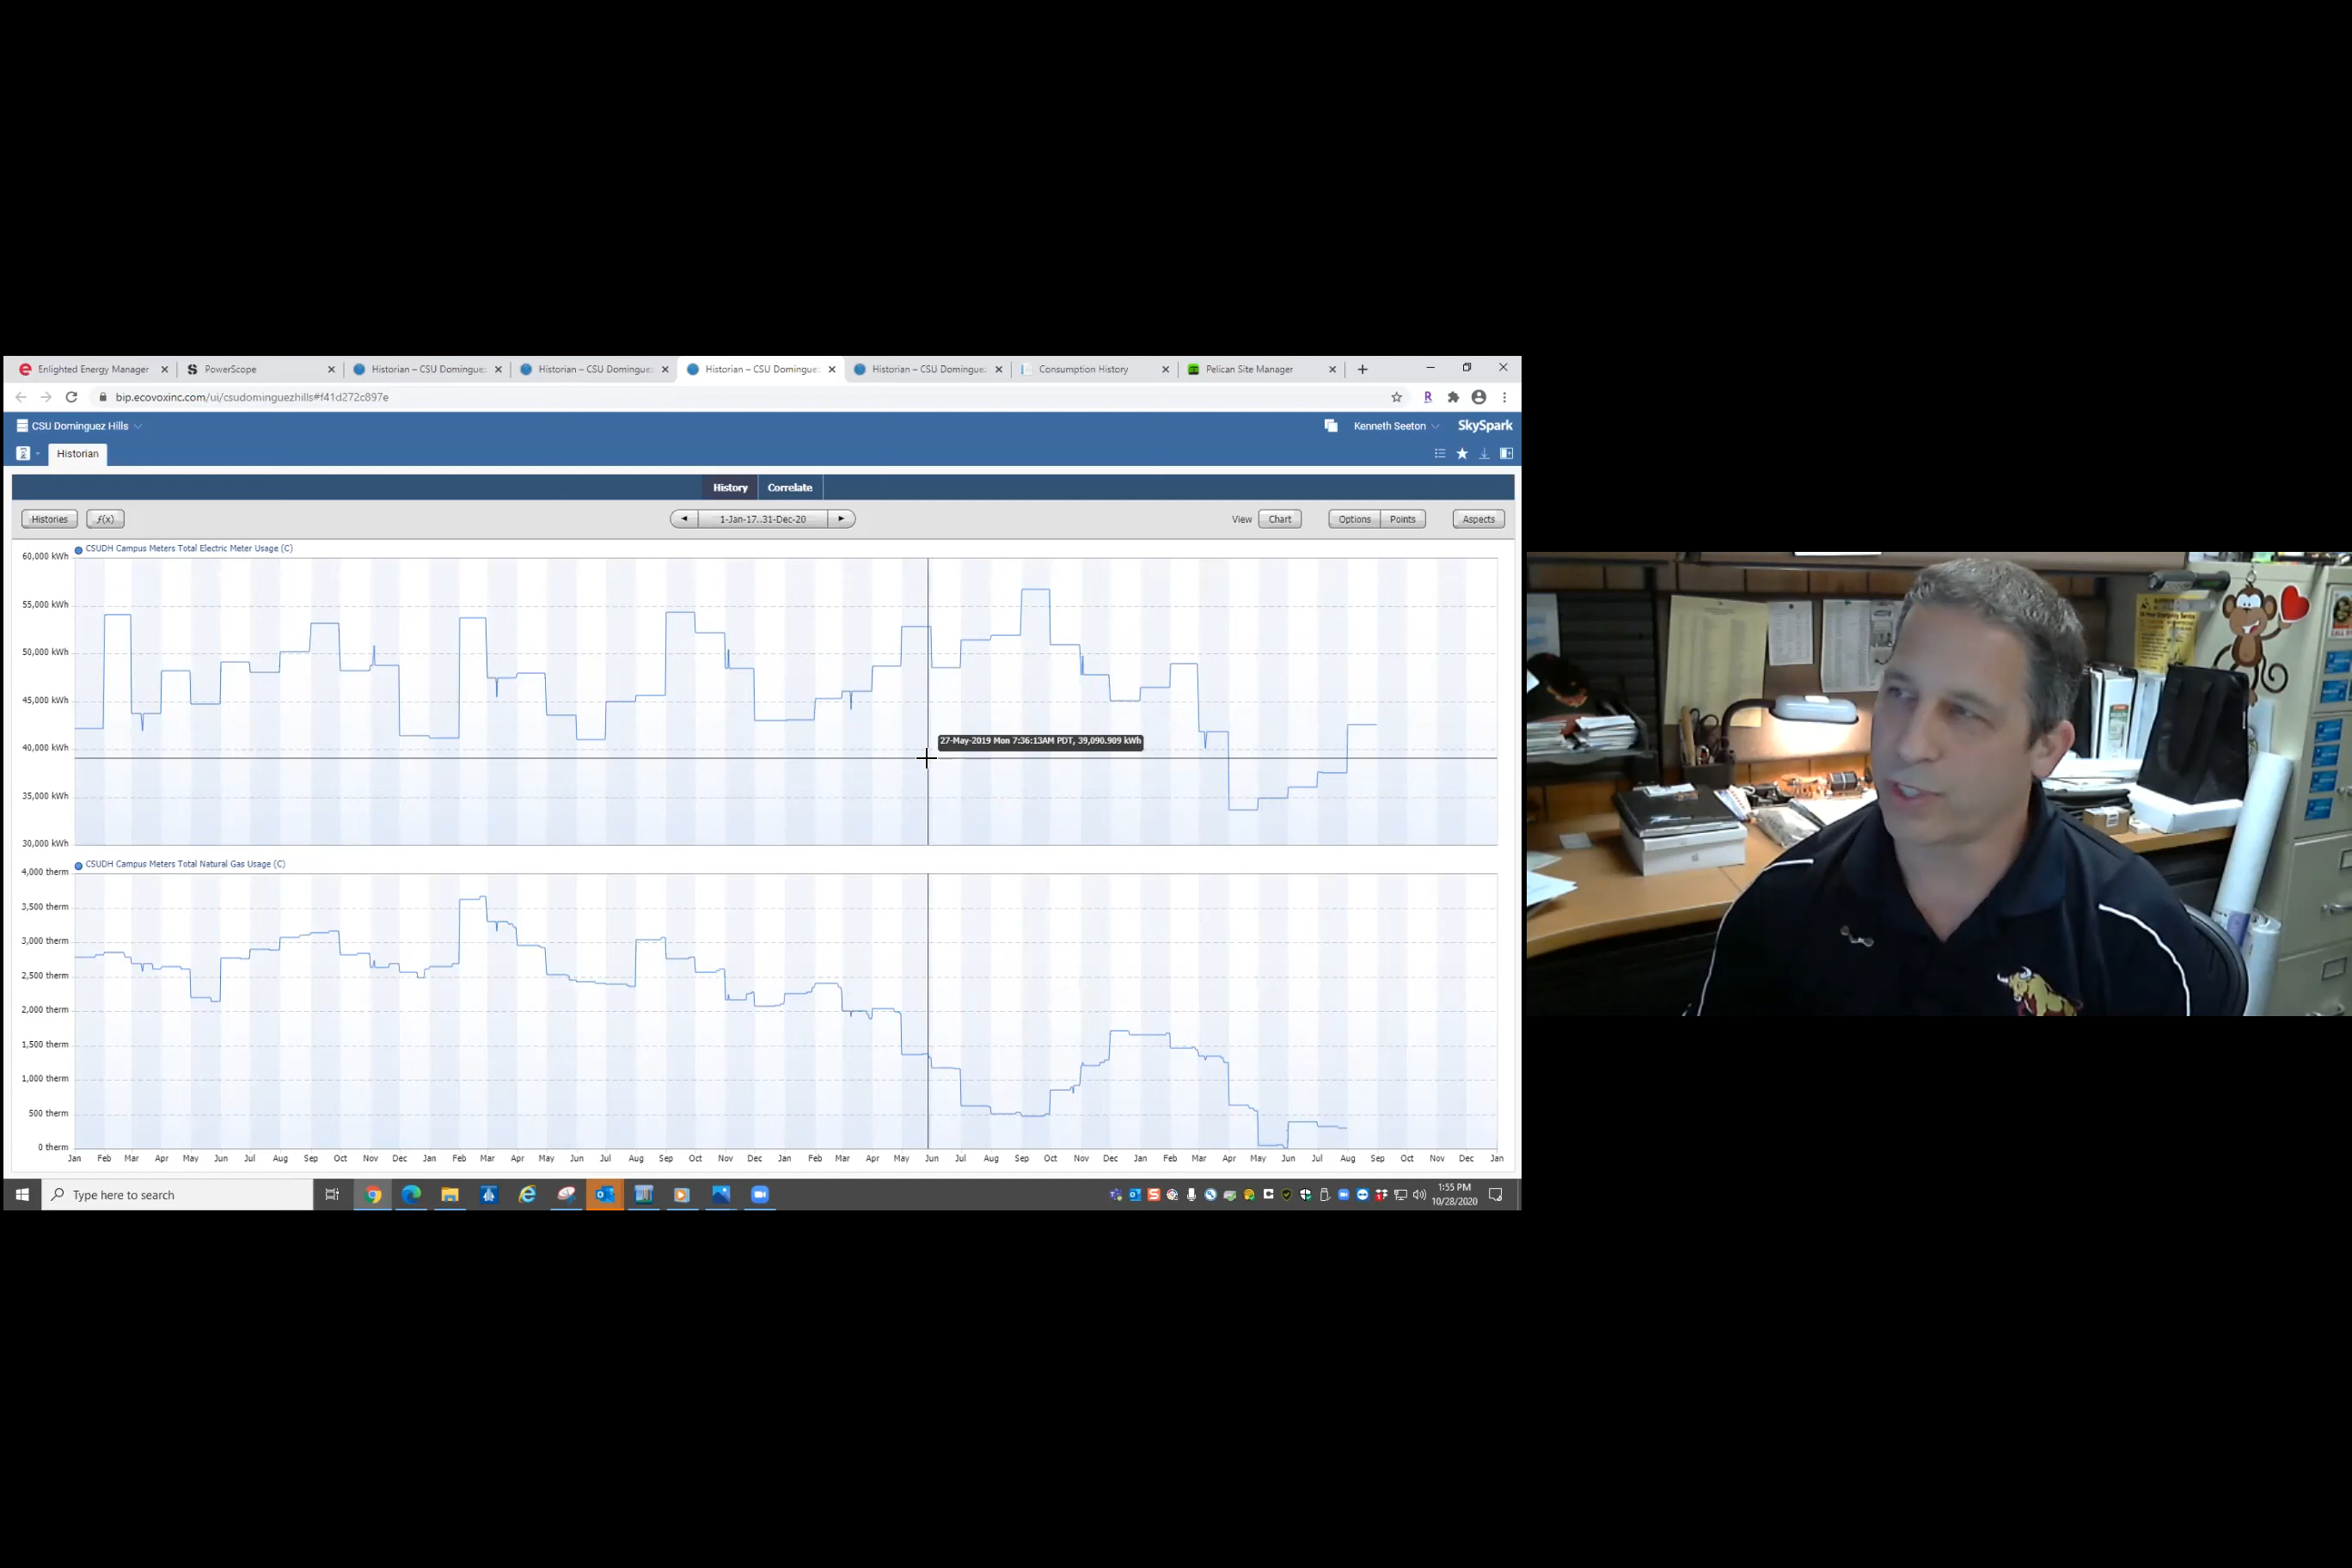 Enlighted Energy Manager
PowerScope
Historian – CSU Dominguez
Historian – CSU Dominguez
Historian – CSU Dominguez
Historian – CSU Dominguez
Consumption History
Pelican Site Manager
bip.ecovoxinc.com/ui/csudominguezhills#f41d272c897e
CSU Dominguez Hills
Kenneth Seeton
SkySpark
Historian
History Correlate
Histories f(x)
1-Jan-17..31-Dec-20
View Chart Options Points Aspects
CSUDH Campus Meters Total Electric Meter Usage (C)
60,000 kWh
55,000 kWh
50,000 kWh
45,000 kWh
40,000 kWh
35,000 kWh
30,000 kWh
27-May-2019 Mon 7:36:13AM PDT, 39,090.909 kWh
CSUDH Campus Meters Total Natural Gas Usage (C)
4,000 therm
3,500 therm
3,000 therm
2,500 therm
2,000 therm
1,500 therm
1,000 therm
500 therm
0 therm
Jan Feb Mar Apr May Jun Jul Aug Sep Oct Nov Dec Jan Feb Mar Apr May Jun Jul Aug Sep Oct Nov Dec Jan Feb Mar Apr May Jun Jul Aug Sep Oct Nov Dec Jan Feb Mar Apr May Jun Jul Aug Sep Oct Nov Dec Jan
Type here to search
1:55 PM
10/28/2020